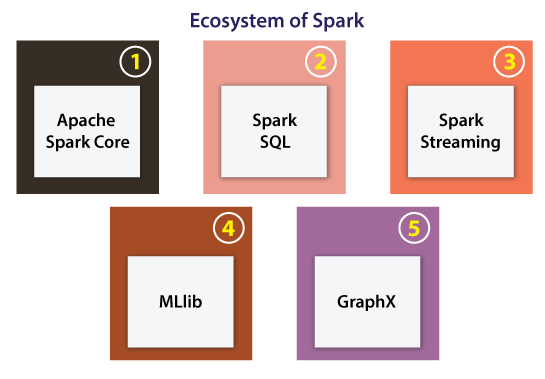 Ecosystem of Spark
1
Apache
Spark Core
2
Spark
SQL
3
Spark
Streaming
4
MLlib
5
GraphX